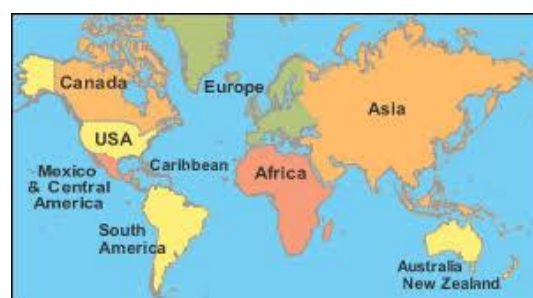 Canada
Europe
Asia
USA
Mexico
& Central
America
Caribbean
Africa
South
America
Australia
New Zealand